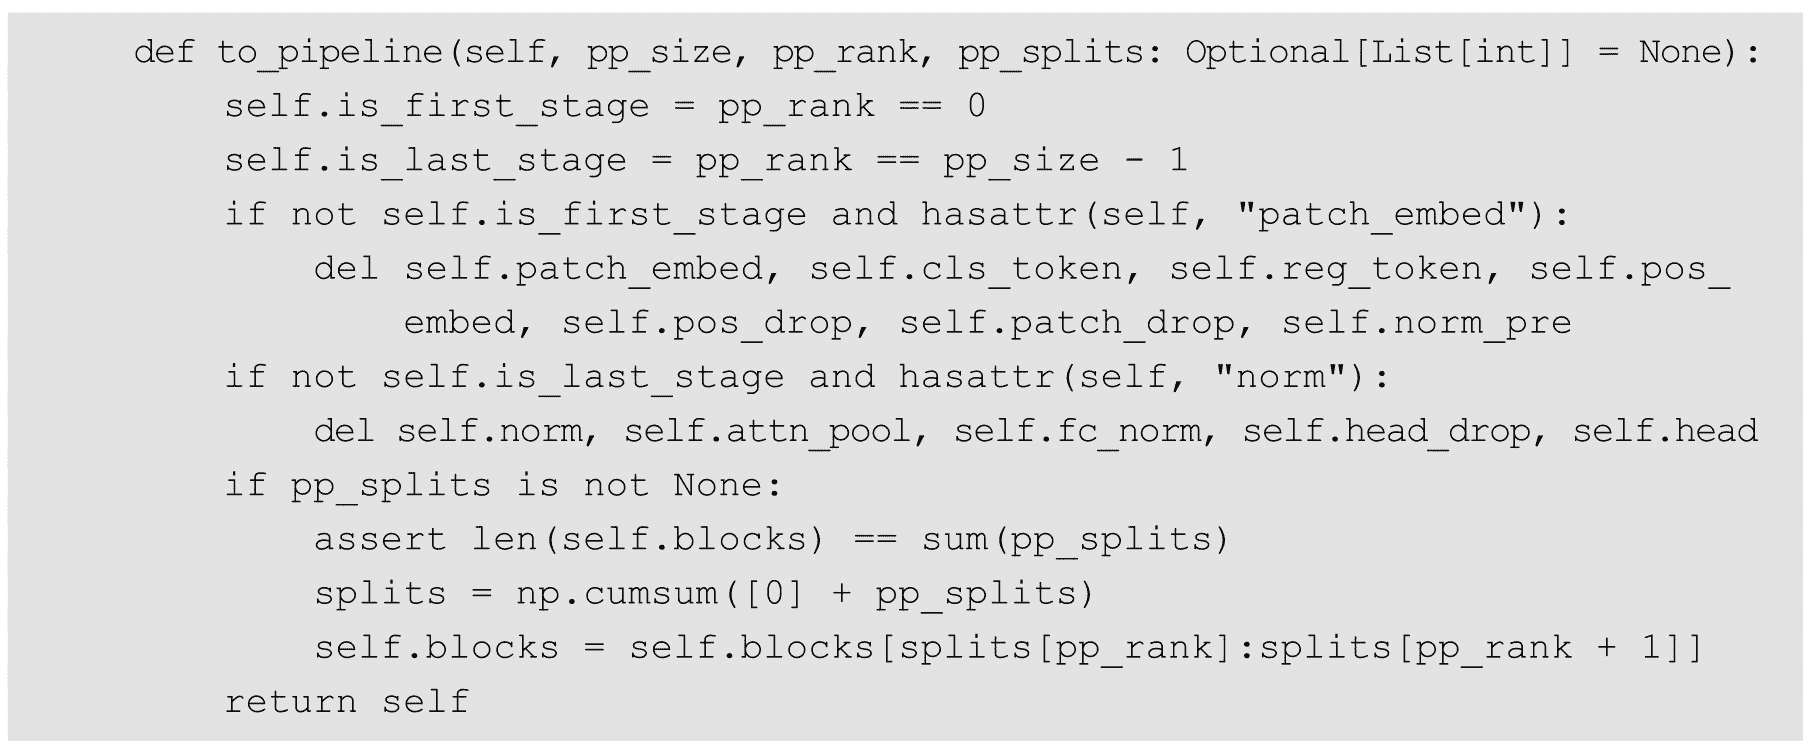 def to_pipeline(self, pp_size, pp_rank, pp_splits: Optional[List[int]] = None):
self.is_first_stage = pp_rank == 0
self.is_last_stage = pp_rank == pp_size - 1
if not self.is_first_stage and hasattr(self, "patch_embed"):
del self.patch_embed, self.cls_token, self.reg_token, self.pos_
embed, self.pos_drop, self.patch_drop, self.norm_pre
if not self.is_last_stage and hasattr(self, "norm"):
del self.norm, self.attn_pool, self.fc_norm, self.head_drop, self.head
if pp_splits is not None:
assert len(self.blocks) == sum(pp_splits)
splits = np.cumsum([0] + pp_splits)
self.blocks = self.blocks[splits[pp_rank]:splits[pp_rank + 1]]
return self